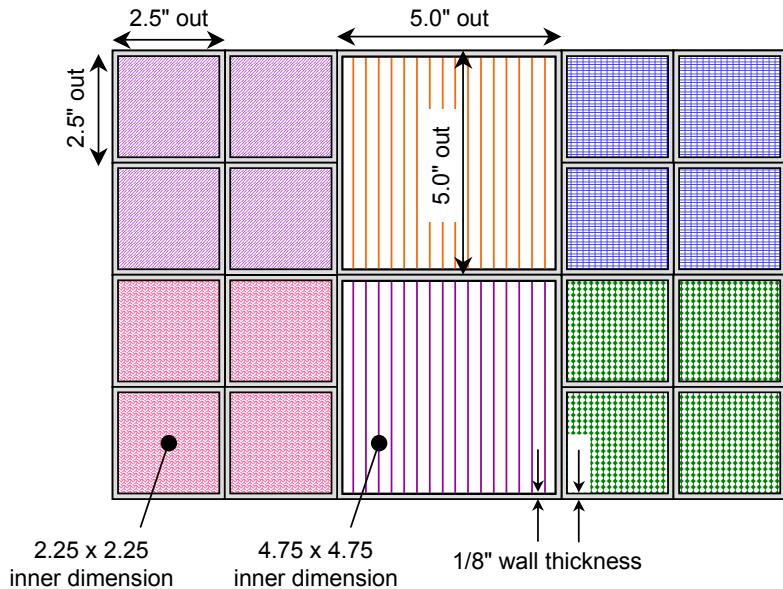 2.5" out
5.0" out
2.5" out
5.0" out
2.25 x 2.25
inner dimension
4.75 x 4.75
inner dimension
1/8" wall thickness